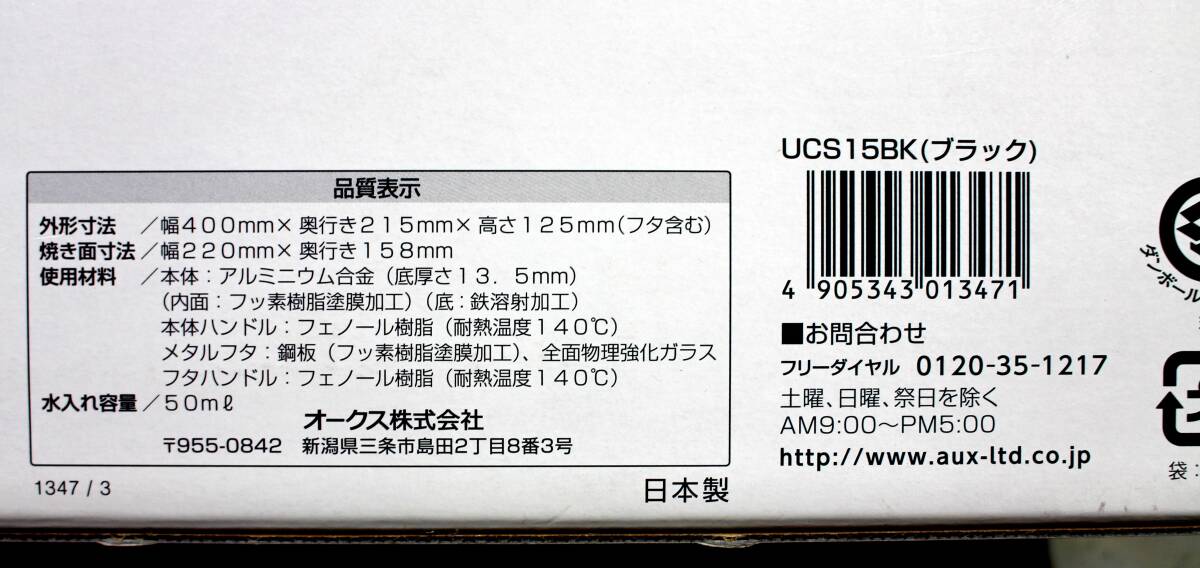 品質表示
外形寸法 ／幅400mm×奥行き215mm×高さ125mm（フタ含む）
焼き面寸法／幅220mm×奥行き158mm
使用材料 ／本体：アルミニウム合金（底厚さ13．5mm）
（内面：フッ素樹脂塗膜加工）（底：鉄溶射加工）
本体ハンドル：フェノール樹脂（耐熱温度140℃）
メタルフタ：鋼板（フッ素樹脂塗膜加工）、全面物理強化ガラス
フタハンドル：フェノール樹脂（耐熱温度140℃）
水入れ容量／50mℓ
オークス株式会社
〒955-0842 新潟県三条市島田2丁目8番3号
1347 / 3
日本製
UCS15BK(ブラック)
4 905343 013471
■お問合わせ
フリーダイヤル 0120-35-1217
土曜、日曜、祭日を除く
AM9:00〜PM5:00
http://www.aux-ltd.co.jp
ダンボール
袋：